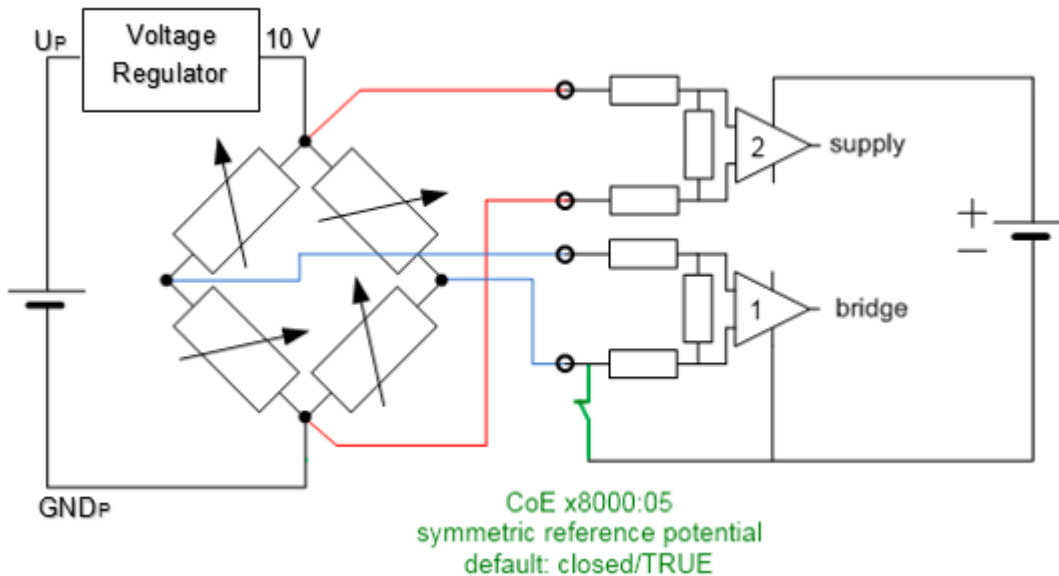 UP
Voltage
Regulator
10 V
2
supply
+
−
1
bridge
GNDP
CoE x8000:05
symmetric reference potential
default: closed/TRUE